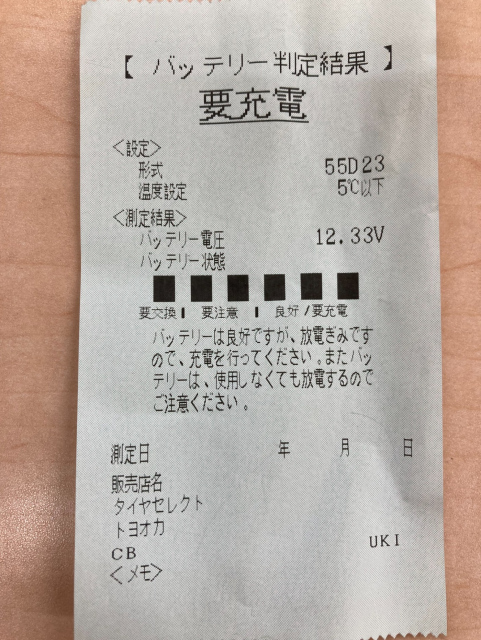 【 バッテリー判定結果 】
要充電
＜設定＞
形式 55D23
温度設定 5℃以下
＜測定結果＞
バッテリー電圧 12.33V
バッテリー状態
要交換 | 要注意 | 良好/要充電
バッテリーは良好ですが、放電ぎみです
ので、充電を行ってください。またバッ
テリーは、使用しなくても放電するので
ご注意ください。
測定日 年 月 日
販売店名
タイヤセレクト
トヨオカ
CB UKI
＜メモ＞